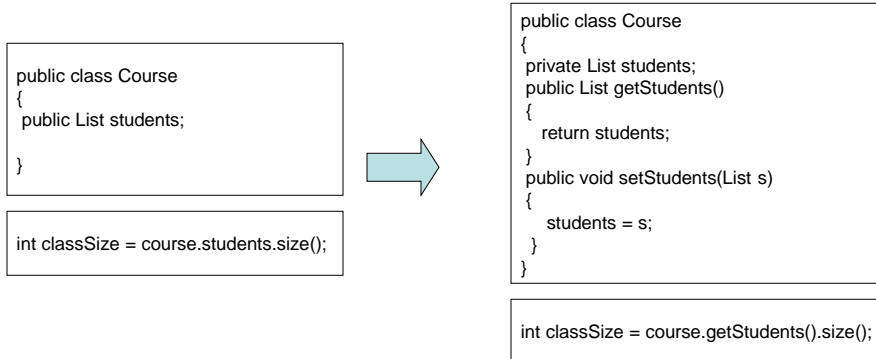 public class Course
{
public List students;
}
int classSize = course.students.size();
public class Course
{
private List students;
public List getStudents()
{
return students;
}
public void setStudents(List s)
{
students = s;
}
}
int classSize = course.getStudents().size();